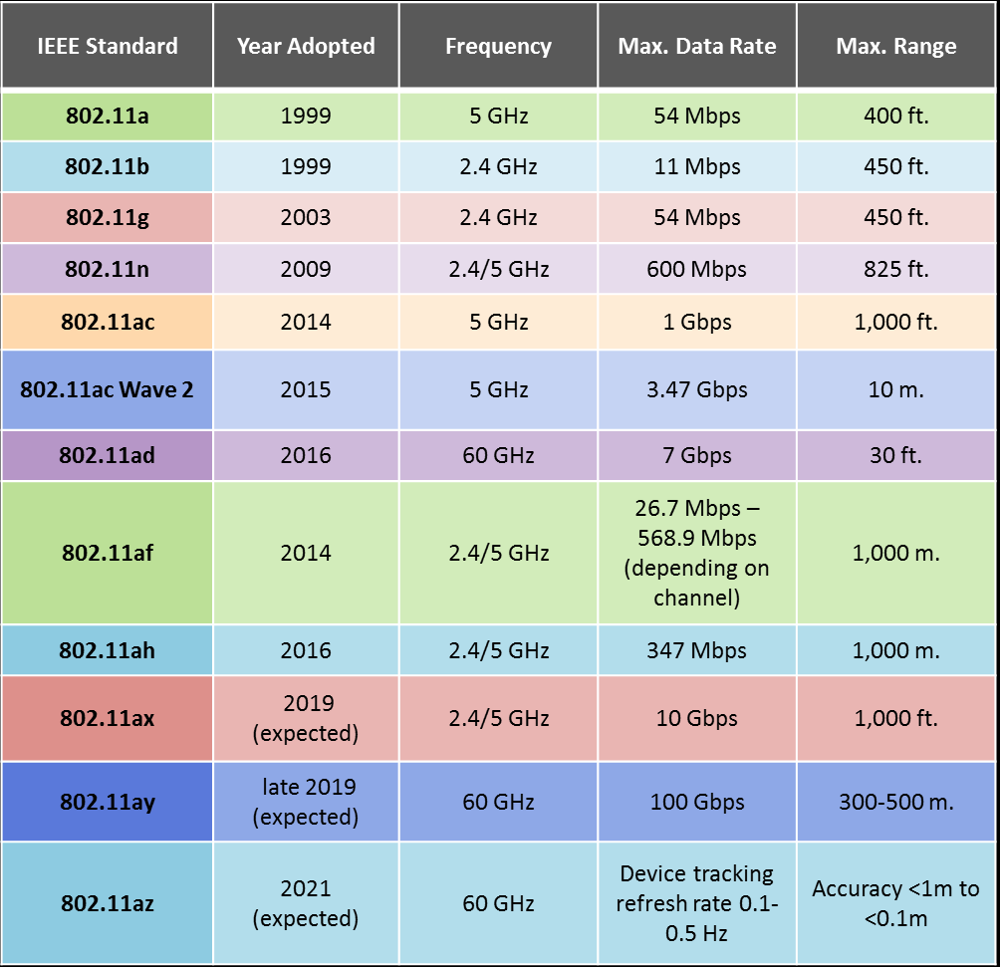 IEEE Standard Year Adopted Frequency Max. Data Rate Max. Range
802.11a 1999 5 GHz 54 Mbps 400 ft.
802.11b 1999 2.4 GHz 11 Mbps 450 ft.
802.11g 2003 2.4 GHz 54 Mbps 450 ft.
802.11n 2009 2.4/5 GHz 600 Mbps 825 ft.
802.11ac 2014 5 GHz 1 Gbps 1,000 ft.
802.11ac Wave 2 2015 5 GHz 3.47 Gbps 10 m.
802.11ad 2016 60 GHz 7 Gbps 30 ft.
802.11af 2014 2.4/5 GHz 26.7 Mbps –
568.9 Mbps
(depending on
channel) 1,000 m.
802.11ah 2016 2.4/5 GHz 347 Mbps 1,000 m.
802.11ax 2019
(expected) 2.4/5 GHz 10 Gbps 1,000 ft.
802.11ay late 2019
(expected) 60 GHz 100 Gbps 300-500 m.
802.11az 2021
(expected) 60 GHz Device tracking
refresh rate 0.1-
0.5 Hz Accuracy <1m to
<0.1m